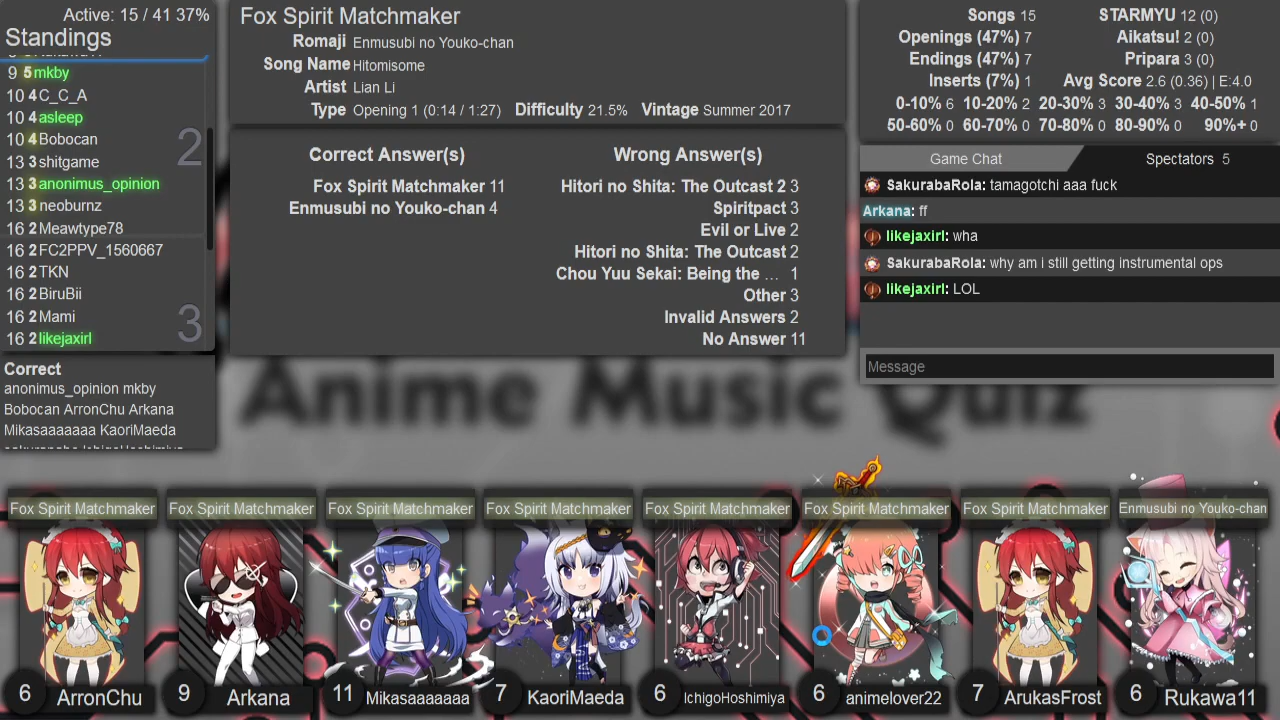 Active: 15 / 41 37%
Standings
9 5 mkby
10 4 C_C_A
10 4 asleep
10 4 Bobocan
13 3 shitgame
2
13 3 anonimus_opinion
13 3 neoburnz
16 2 Meawtype78
16 2 FC2PPV_1560667
16 2 TKN
16 2 BiruBii
16 2 Mami
3
16 2 likejaxirl
Correct
anonimus_opinion mkby
Bobocan ArronChu Arkana
Mikasaaaaaaa KaoriMaeda
Fox Spirit Matchmaker
Romaji Enmusubi no Youko-chan
Song Name Hitomisome
Artist Lian Li
Type Opening 1 (0:14 / 1:27) Difficulty 21.5% Vintage Summer 2017
Correct Answer(s)
Fox Spirit Matchmaker 11
Enmusubi no Youko-chan 4
Wrong Answer(s)
Hitori no Shita: The Outcast 2 3
Spiritpact 3
Evil or Live 2
Hitori no Shita: The Outcast 2
Chou Yuu Sekai: Being the ... 1
Other 3
Invalid Answers 2
No Answer 11
Songs 15 STARMYU 12 (0)
Openings (47%) 7 Aikatsu! 2 (0)
Endings (47%) 7 Pripara 3 (0)
Inserts (7%) 1 Avg Score 2.6 (0.36) | E:4.0
0-10% 6 10-20% 2 20-30% 3 30-40% 3 40-50% 1
50-60% 0 60-70% 0 70-80% 0 80-90% 0 90%+ 0
Game Chat Spectators 5
SakurabaRola: tamagotchi aaa fuck
Arkana: ff
likejaxirl: wha
SakurabaRola: why am i still getting instrumental ops
likejaxirl: LOL
Message
Anime Music Quiz
Fox Spirit Matchmaker
Fox Spirit Matchmaker
Fox Spirit Matchmaker
Fox Spirit Matchmaker
Fox Spirit Matchmaker
Fox Spirit Matchmaker
Fox Spirit Matchmaker
Enmusubi no Youko-chan
6 ArronChu
9 Arkana
11 Mikasaaaaaaa
7 KaoriMaeda
6 IchigoHoshimiya
6 animelover22
7 ArukasFrost
6 Rukawa11